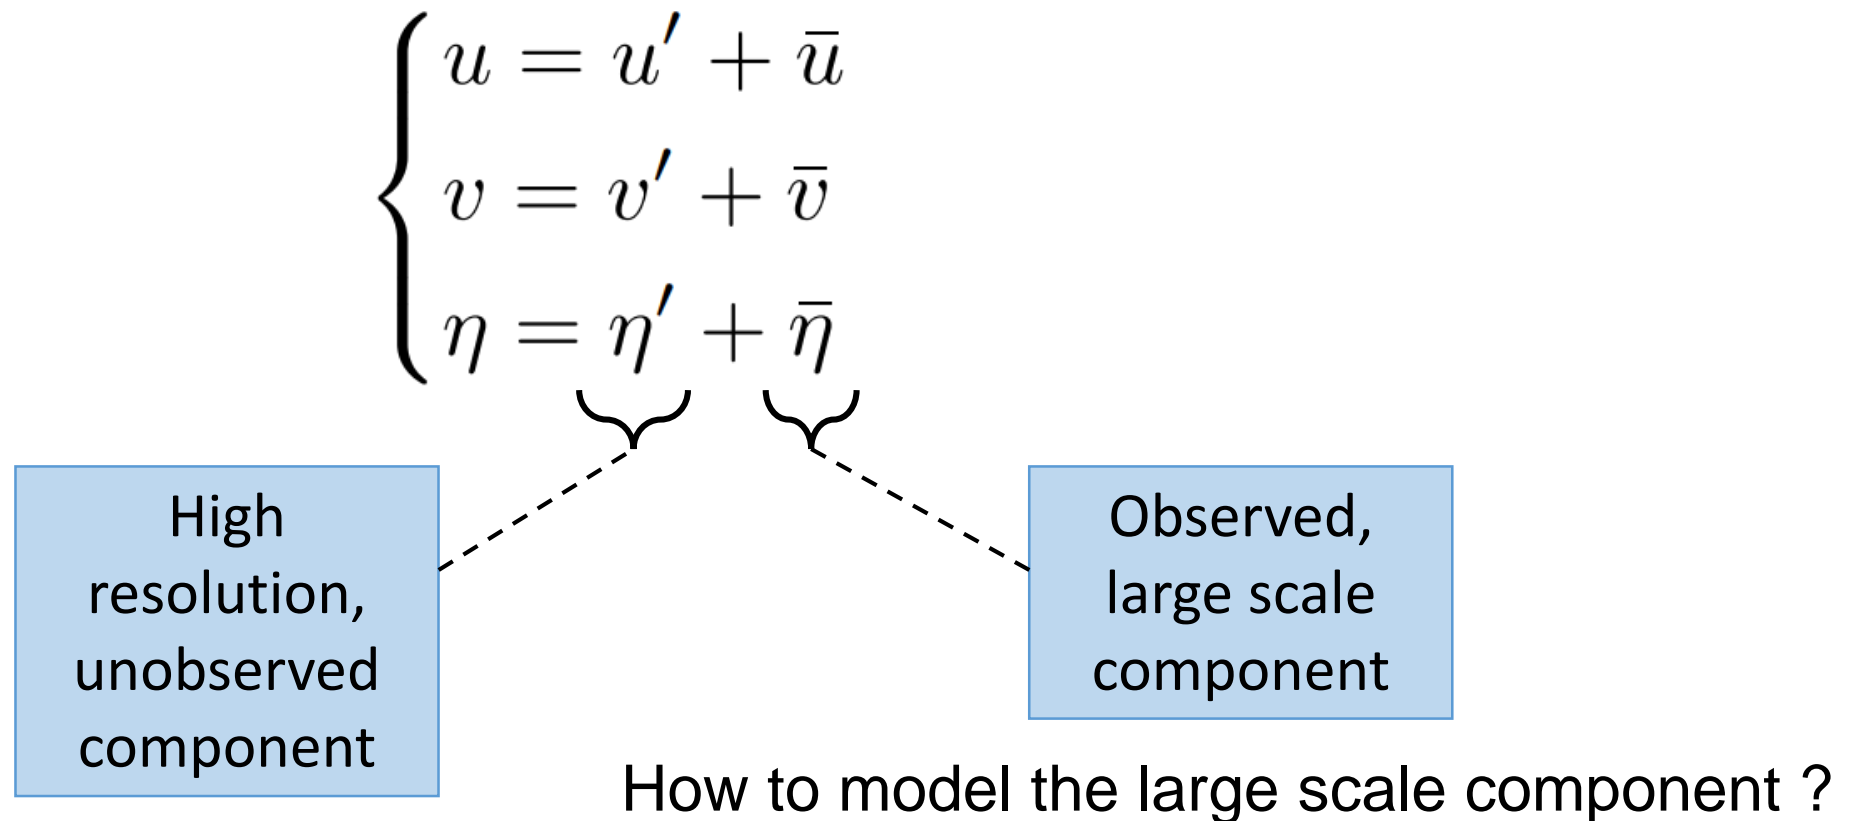 u = u′ + ū
v = v′ + v̄
η = η′ + η̄
High
resolution,
unobserved
component
Observed,
large scale
component
How to model the large scale component ?